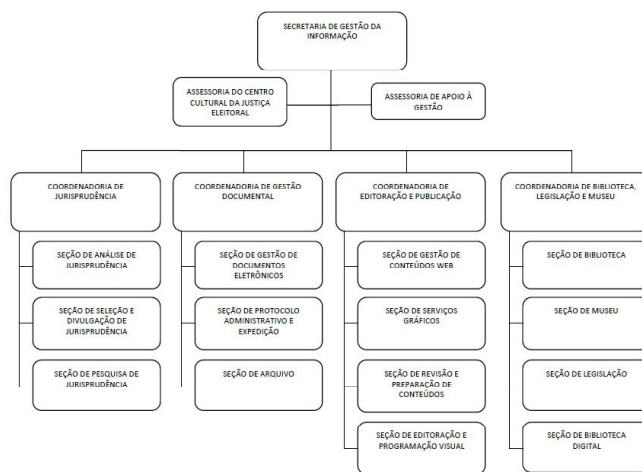 SECRETARIA DE GESTÃO DA
INFORMAÇÃO
ASSESSORIA DO CENTRO
CULTURAL DA JUSTIÇA
ELEITORAL
ASSESSORIA DE APOIO À
GESTÃO
COORDENADORIA DE
JURISPRUDÊNCIA
SEÇÃO DE ANÁLISE DE
JURISPRUDÊNCIA
SEÇÃO DE SELEÇÃO E
DIVULGAÇÃO DE
JURISPRUDÊNCIA
SEÇÃO DE PESQUISA DE
JURISPRUDÊNCIA
COORDENADORIA DE GESTÃO
DOCUMENTAL
SEÇÃO DE GESTÃO DE
DOCUMENTOS
ELETRÔNICOS
SEÇÃO DE PROTOCOLO
ADMINISTRATIVO E
EXPEDIÇÃO
SEÇÃO DE ARQUIVO
COORDENADORIA DE
EDITORAÇÃO E PUBLICAÇÃO
SEÇÃO DE GESTÃO DE
CONTEÚDOS WEB
SEÇÃO DE SERVIÇOS
GRÁFICOS
SEÇÃO DE REVISÃO E
PREPARAÇÃO DE
CONTEÚDOS
SEÇÃO DE EDITORAÇÃO E
PROGRAMAÇÃO VISUAL
COORDENADORIA DE BIBLIOTECA,
LEGISLAÇÃO E MUSEU
SEÇÃO DE BIBLIOTECA
SEÇÃO DE MUSEU
SEÇÃO DE LEGISLAÇÃO
SEÇÃO DE BIBLIOTECA
DIGITAL